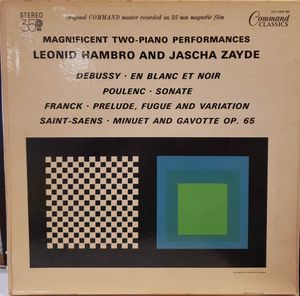 STEREO
35
Original COMMAND master recorded on 35 mm magnetic film
Command
CLASSICS
MAGNIFICENT TWO-PIANO PERFORMANCES
LEONID HAMBRO AND JASCHA ZAYDE
DEBUSSY · EN BLANC ET NOIR
POULENC · SONATE
FRANCK · PRELUDE, FUGUE AND VARIATION
SAINT-SAENS · MINUET AND GAVOTTE OP. 65